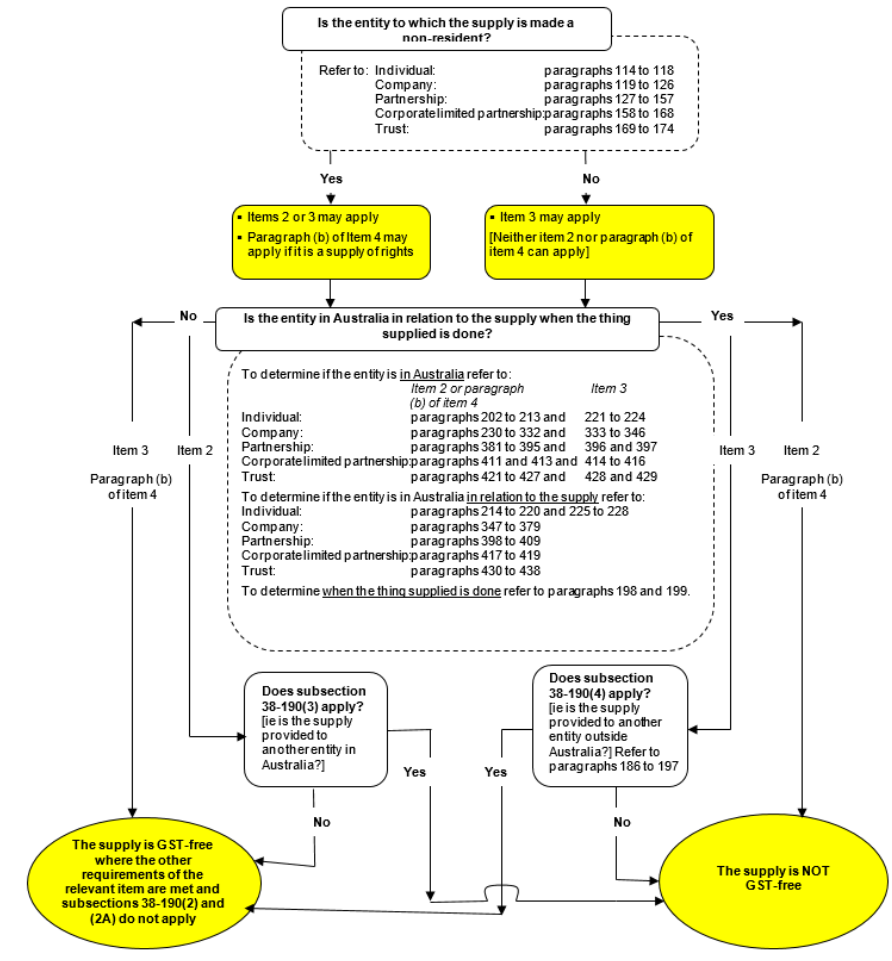 Is the entity to which the supply is made a
non-resident?
Refer to: Individual: paragraphs 114 to 118
Company: paragraphs 119 to 126
Partnership: paragraphs 127 to 157
Corporate limited partnership: paragraphs 158 to 168
Trust: paragraphs 169 to 174
Yes
No
▪ Items 2 or 3 may apply
▪ Paragraph (b) of Item 4 may
apply if it is a supply of rights
▪ Item 3 may apply
[Neither item 2 nor paragraph (b) of
item 4 can apply]
No
Is the entity in Australia in relation to the supply when the thing
supplied is done?
Yes
To determine if the entity is in Australia refer to:
Item 2 or paragraph Item 3
(b) of item 4
Individual: paragraphs 202 to 213 and 221 to 224
Company: paragraphs 230 to 332 and 333 to 346
Partnership: paragraphs 381 to 395 and 396 and 397
Corporate limited partnership: paragraphs 411 and 413 and 414 to 416
Trust: paragraphs 421 to 427 and 428 and 429
To determine if the entity is in Australia in relation to the supply refer to:
Individual: paragraphs 214 to 220 and 225 to 228
Company: paragraphs 347 to 379
Partnership: paragraphs 398 to 409
Corporate limited partnership: paragraphs 417 to 419
Trust: paragraphs 430 to 438
To determine when the thing supplied is done refer to paragraphs 198 and 199.
Item 3
Paragraph (b)
of item 4
Item 2
Item 3
Item 2
Paragraph (b)
of item 4
Does subsection
38-190(3) apply?
[ie is the supply
provided to
another entity in
Australia?]
Does subsection
38-190(4) apply?
[ie is the supply
provided to another
entity outside
Australia?] Refer to
paragraphs 186 to 197
Yes
Yes
No
No
The supply is GST-free
where the other
requirements of the
relevant item are met and
subsections 38-190(2) and
(2A) do not apply
The supply is NOT
GST-free